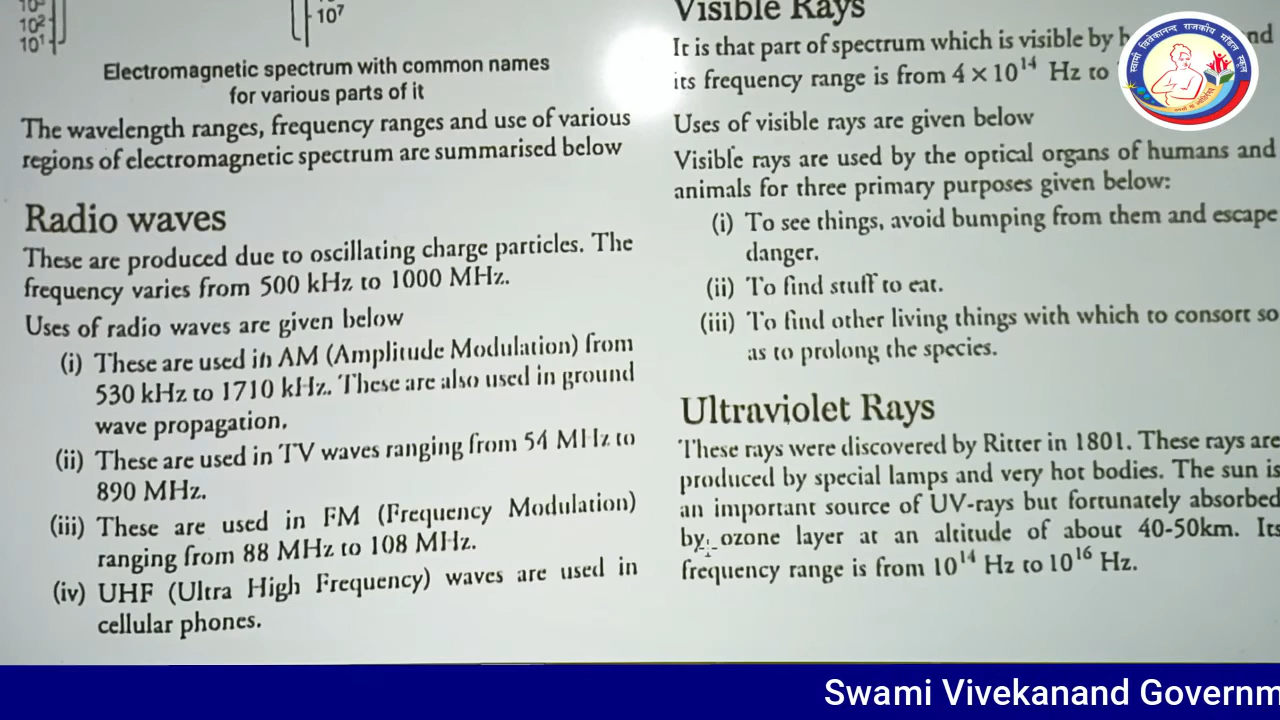 10²
10¹
10⁷
Electromagnetic spectrum with common names
for various parts of it
The wavelength ranges, frequency ranges and use of various
regions of electromagnetic spectrum are summarised below
Radio waves
These are produced due to oscillating charge particles. The
frequency varies from 500 kHz to 1000 MHz.
Uses of radio waves are given below
(i) These are used in AM (Amplitude Modulation) from
530 kHz to 1710 kHz. These are also used in ground
wave propagation.
(ii) These are used in TV waves ranging from 54 MHz to
890 MHz.
(iii) These are used in FM (Frequency Modulation)
ranging from 88 MHz to 108 MHz.
(iv) UHF (Ultra High Frequency) waves are used in
cellular phones.
Visible Rays
It is that part of spectrum which is visible by
its frequency range is from 4 × 10¹⁴ Hz to
Uses of visible rays are given below
Visible rays are used by the optical organs of humans and
animals for three primary purposes given below:
(i) To see things, avoid bumping from them and escape
danger.
(ii) To find stuff to eat.
(iii) To find other living things with which to consort so
as to prolong the species.
Ultraviolet Rays
These rays were discovered by Ritter in 1801. These rays are
produced by special lamps and very hot bodies. The sun is
an important source of UV-rays but fortunately absorbed
by ozone layer at an altitude of about 40-50km. Its
frequency range is from 10¹⁴ Hz to 10¹⁶ Hz.
स्वामी विवेकानन्द राजकीय मॉडल स्कूल
Swami Vivekanand Governm